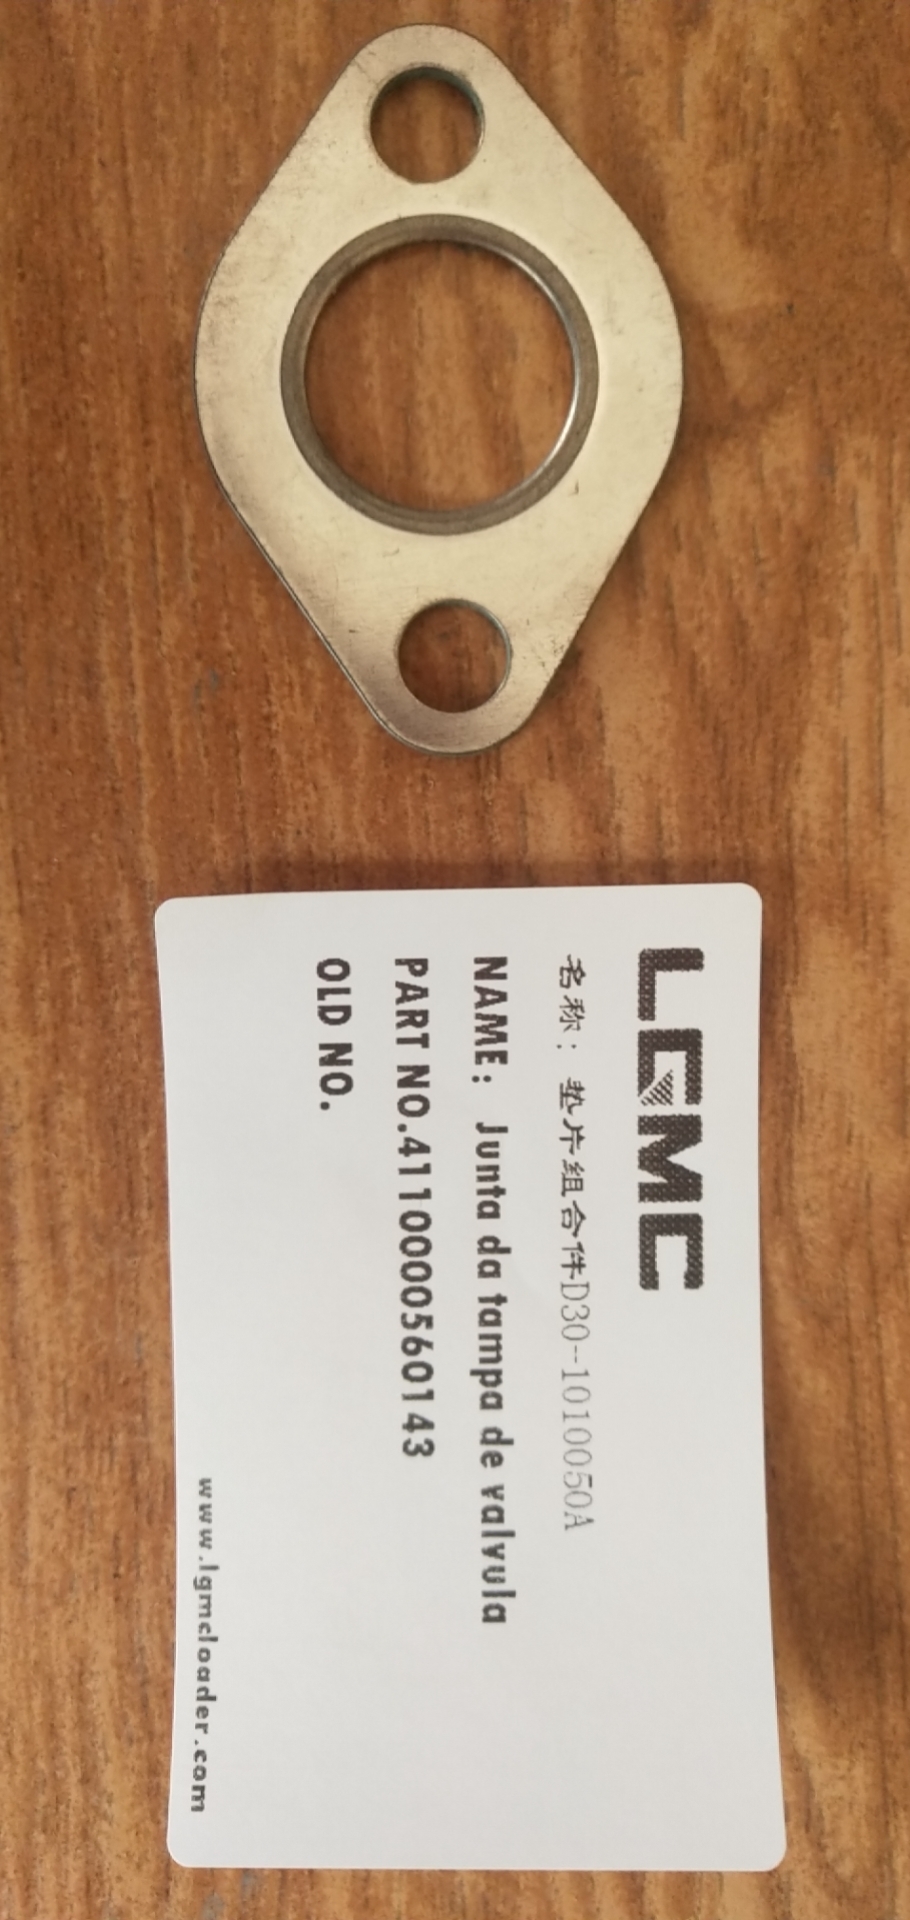 LGMC
名称：垫片组合件D30-1010050A
NAME: Junta da tampa de valvula
PART NO.4110000560143
OLD NO.
www.lgmcloader.com